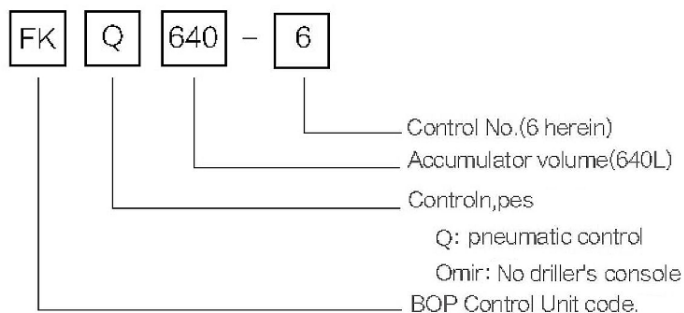 FK Q 640 - 6
Control No.(6 herein)
Accumulator volume(640L)
Controln,pes
Q: pneumatic control
Omir: No driller's console
BOP Control Unit code.